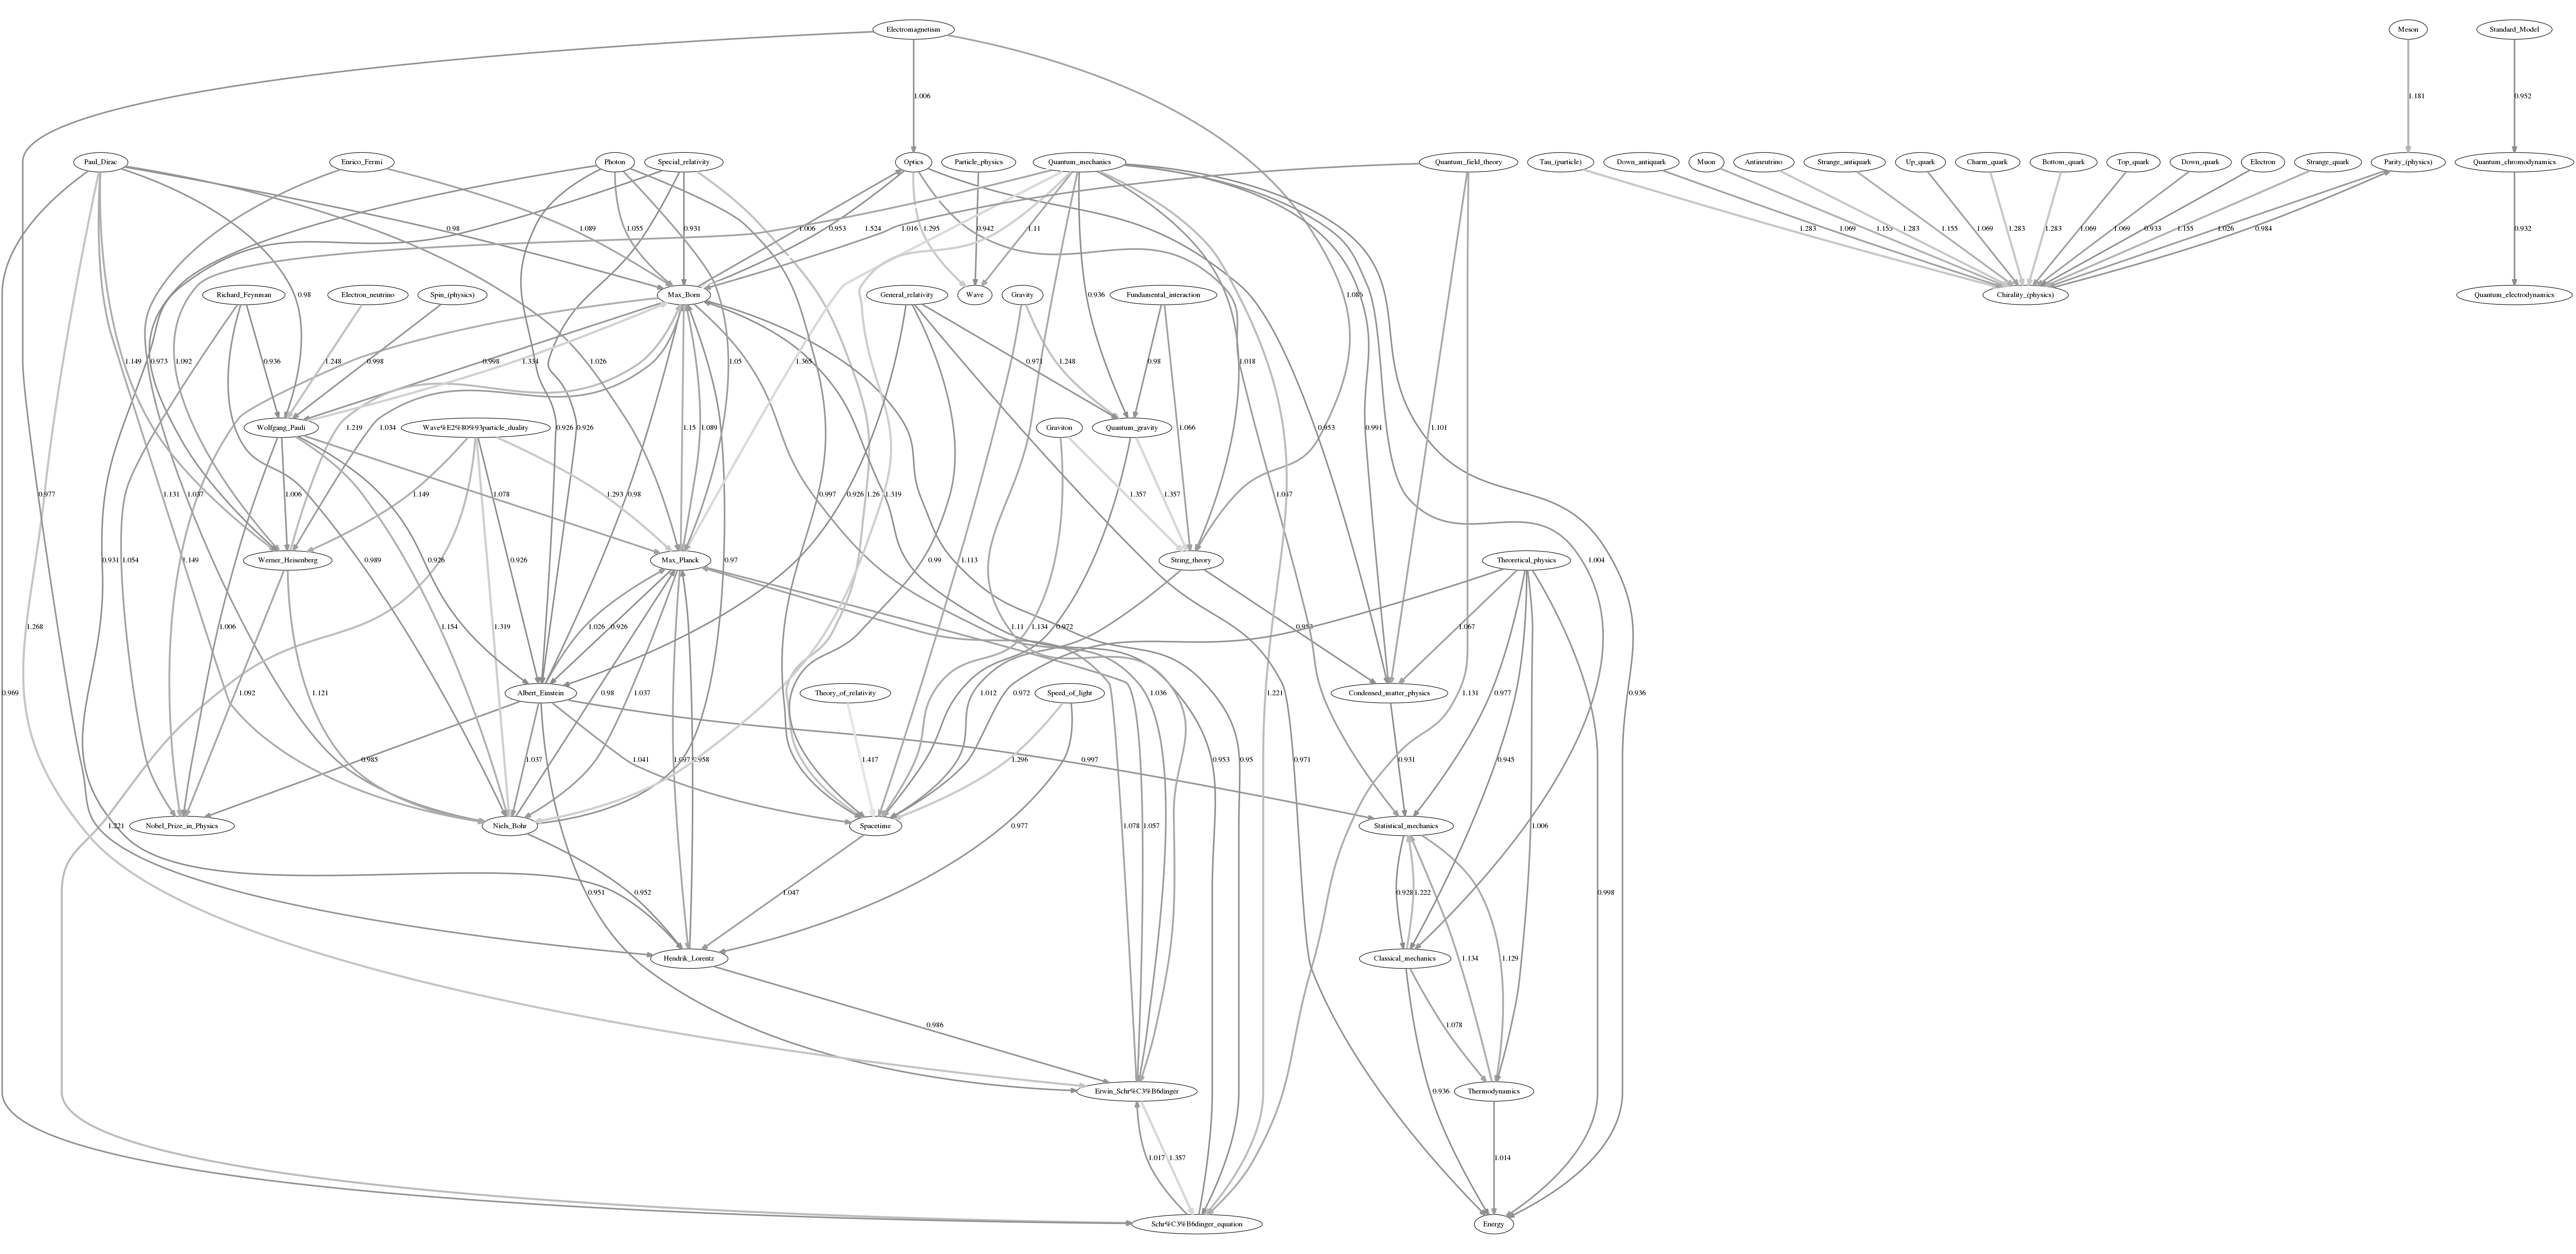 Electromagnetism
Meson
Standard_Model
1.006
1.181
0.952
Paul_Dirac
Enrico_Fermi
Photon
Special_relativity
Optics
Particle_physics
Quantum_mechanics
Quantum_field_theory
Tau_(particle)
Down_antiquark
Muon
Antineutrino
Strange_antiquark
Up_quark
Charm_quark
Bottom_quark
Top_quark
Down_quark
Electron
Strange_quark
Parity_(physics)
Quantum_chromodynamics
0.98
1.089
1.055
0.931
1.006
0.953
1.524
1.016
1.295
0.942
1.11
1.283
1.069
1.155
1.283
1.155
1.069
1.283
1.283
1.069
1.069
0.933
1.155
1.026
0.984
0.932
Richard_Feynman
Electron_neutrino
Spin_(physics)
Max_Born
General_relativity
Wave
Gravity
Fundamental_interaction
Chirality_(physics)
Quantum_electrodynamics
0.98
0.936
1.086
1.149
0.973
1.092
0.936
1.248
0.998
0.998
1.334
1.026
1.05
1.365
0.971
1.248
0.98
1.018
Wolfgang_Pauli
Wave%E2%80%93particle_duality
Graviton
Quantum_gravity
1.219
1.034
0.926
0.926
1.15
1.089
1.066
0.953
0.991
1.101
1.131
1.037
1.006
1.078
1.149
1.293
0.98
0.926
0.997
1.26
1.319
1.357
1.357
1.047
Werner_Heisenberg
Max_Planck
String_theory
Theoretical_physics
0.931
1.054
1.149
0.989
0.926
0.926
0.97
0.99
1.113
1.004
1.268
1.006
1.154
1.319
1.026
0.926
1.11
1.134
0.972
0.983
1.067
0.977
0.969
1.092
1.121
0.98
1.037
1.012
0.972
1.036
1.221
1.131
0.977
0.936
Albert_Einstein
Theory_of_relativity
Speed_of_light
Condensed_matter_physics
0.985
1.037
1.041
1.097
0.958
1.417
1.296
0.997
0.953
0.95
0.971
0.931
0.945
1.221
Nobel_Prize_in_Physics
Niels_Bohr
Spacetime
1.078
1.057
Statistical_mechanics
1.006
0.951
0.952
1.047
0.977
0.928
1.222
0.998
Hendrik_Lorentz
Classical_mechanics
1.134
1.129
0.986
1.078
Erwin_Schr%C3%B6dinger
Thermodynamics
0.936
1.017
1.357
1.014
Schr%C3%B6dinger_equation
Energy